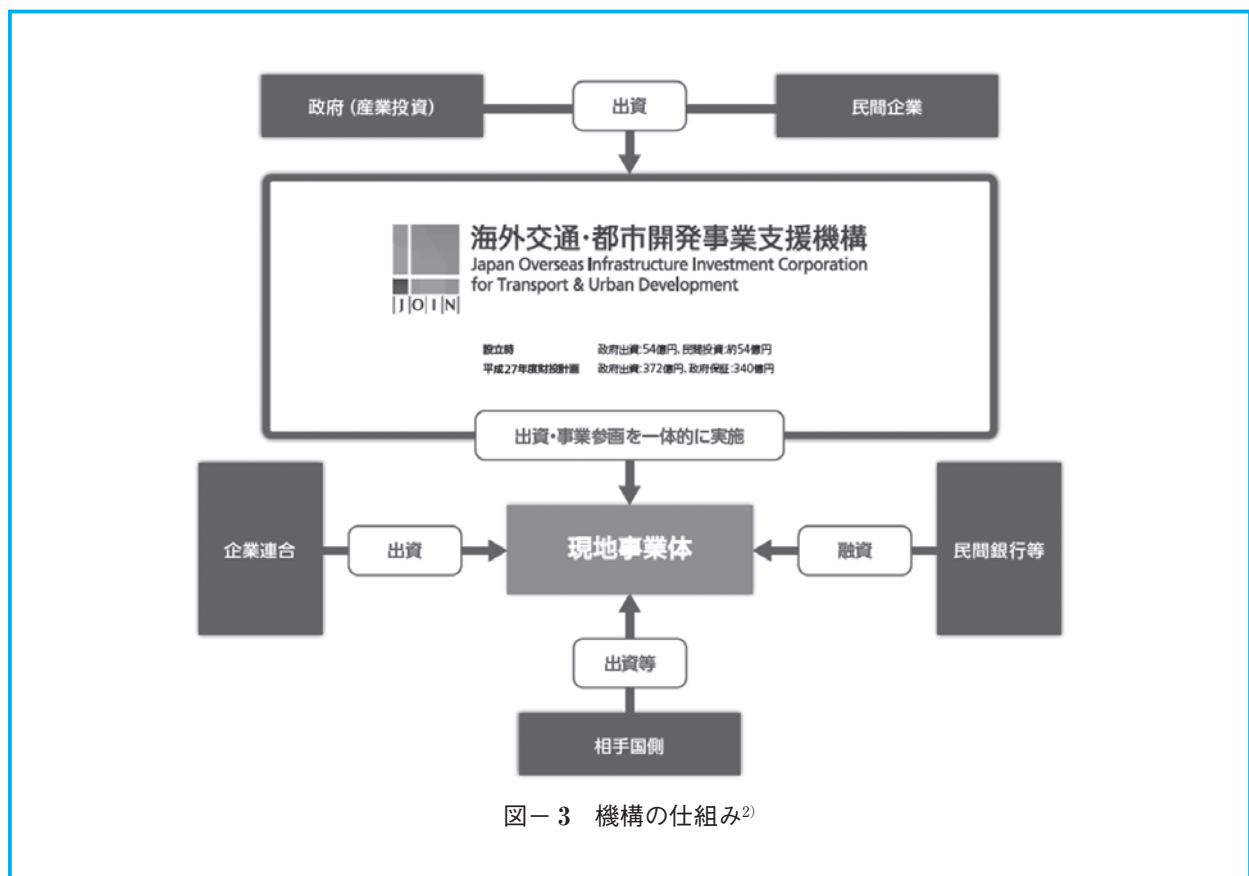 政府（産業投資）
出資
民間企業
海外交通・都市開発事業支援機構
Japan Overseas Infrastructure Investment Corporation
for Transport & Urban Development
|J|O|I|N|
設立時 政府出資:54億円、民間投資:約54億円
平成27年度財投計画 政府出資:372億円、政府保証:340億円
出資・事業参画を一体的に実施
企業連合
出資
現地事業体
融資
民間銀行等
出資等
相手国側
図－3 機構の仕組み2)